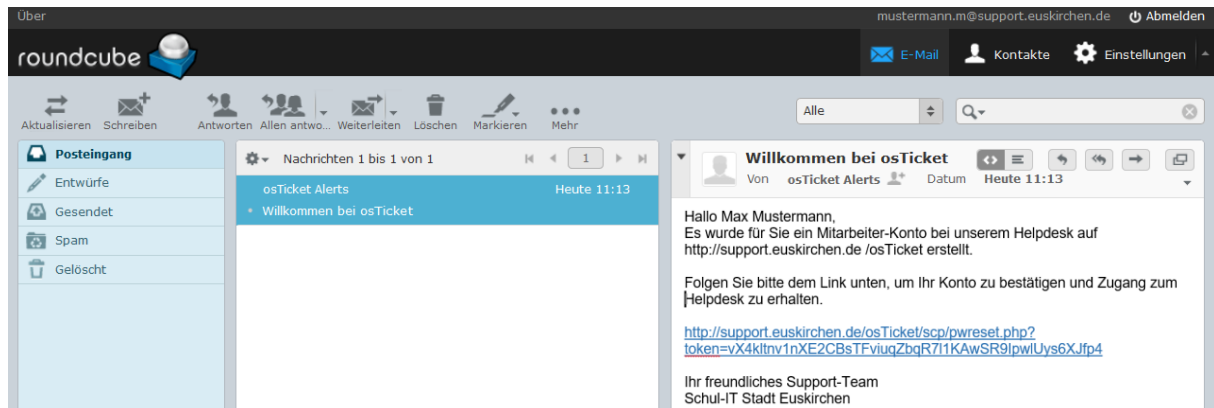 Über
mustermann.m@support.euskirchen.de Abmelden
roundcube
E-Mail Kontakte Einstellungen
Aktualisieren Schreiben Antworten Allen antwo... Weiterleiten Löschen Markieren Mehr
Alle
Posteingang
Entwürfe
Gesendet
Spam
Gelöscht
Nachrichten 1 bis 1 von 1
1
osTicket Alerts Heute 11:13
Willkommen bei osTicket
Willkommen bei osTicket
Von osTicket Alerts Datum Heute 11:13
Hallo Max Mustermann,
Es wurde für Sie ein Mitarbeiter-Konto bei unserem Helpdesk auf
http://support.euskirchen.de /osTicket erstellt.
Folgen Sie bitte dem Link unten, um Ihr Konto zu bestätigen und Zugang zum
Helpdesk zu erhalten.
http://support.euskirchen.de/osTicket/scp/pwreset.php?
token=vX4kltnv1nXE2CBsTFviuqZbqR7l1KAwSR9IpwlUys6XJfp4
Ihr freundliches Support-Team
Schul-IT Stadt Euskirchen